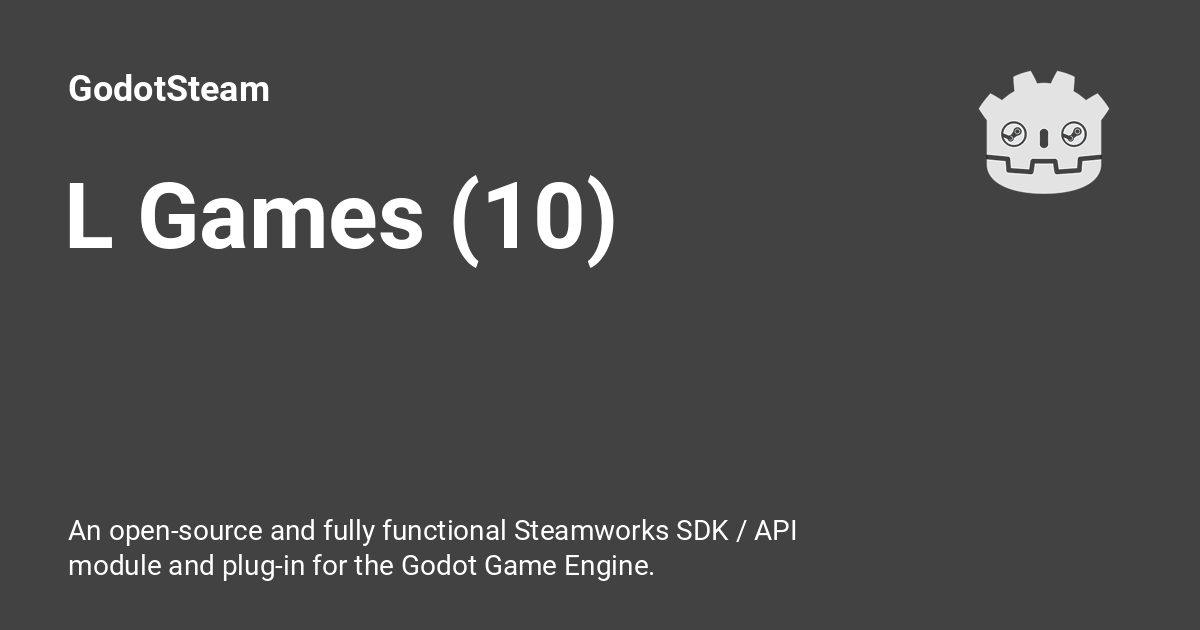 GodotSteam
L Games (10)
An open-source and fully functional Steamworks SDK / API
module and plug-in for the Godot Game Engine.